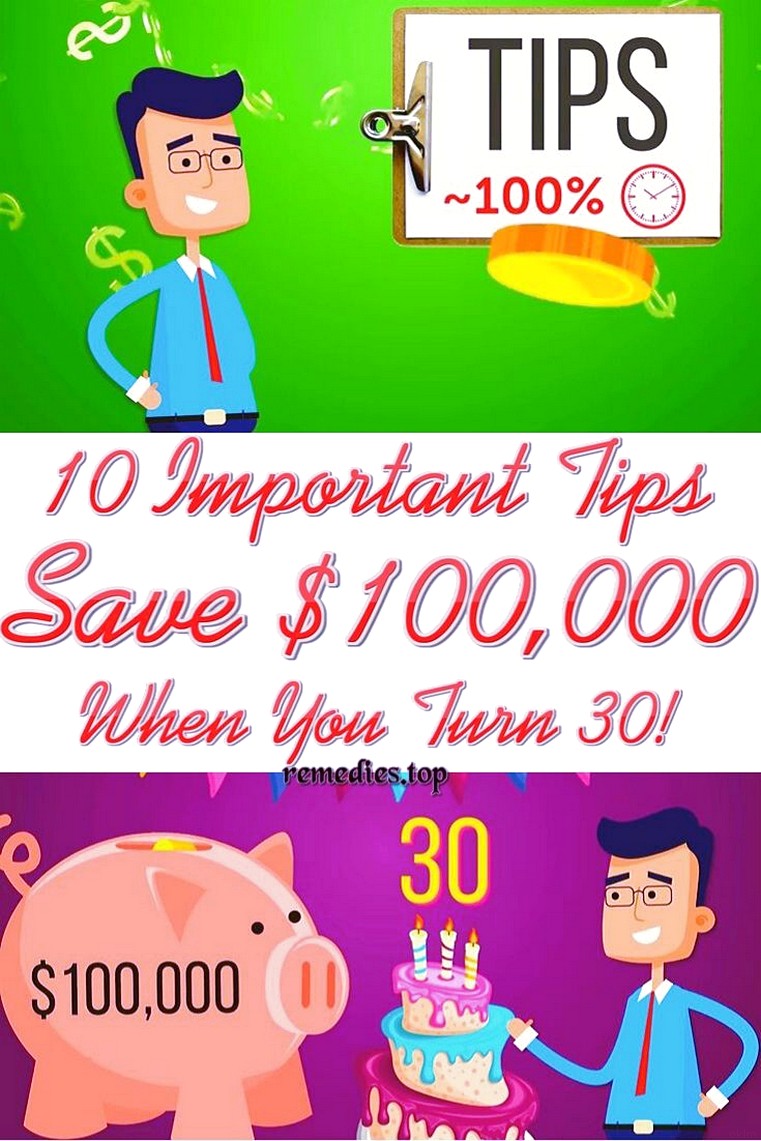 TIPS
~100%
10 Important Tips
Save $100,000
When You Turn 30!
remedies.top
30
$100,000